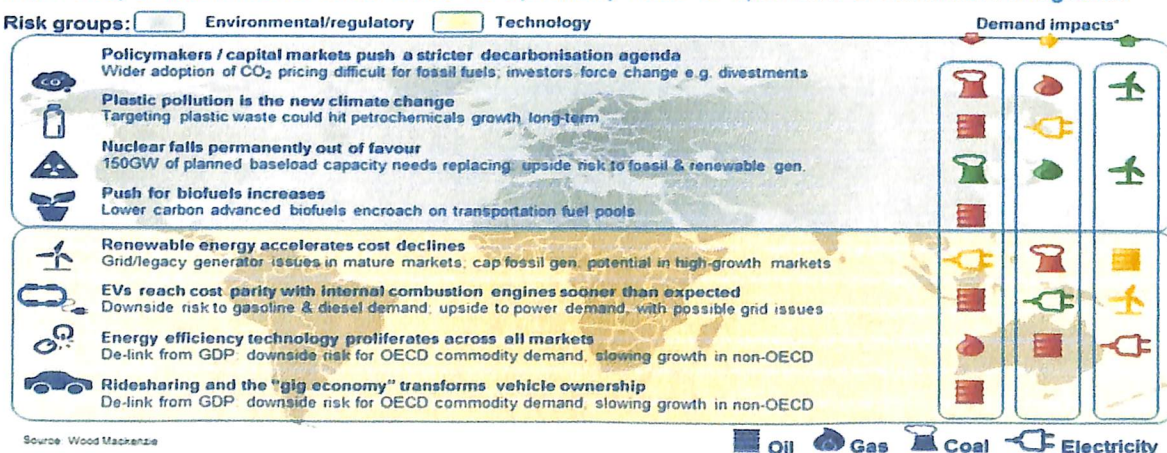 Risk groups: Environmental/regulatory Technology Demand impacts*
Policymakers / capital markets push a stricter decarbonisation agenda
Wider adoption of CO₂ pricing difficult for fossil fuels; investors force change e.g. divestments
Plastic pollution is the new climate change
Targeting plastic waste could hit petrochemicals growth long-term
Nuclear falls permanently out of favour
150GW of planned baseload capacity needs replacing; upside risk to fossil & renewable gen.
Push for biofuels increases
Lower carbon advanced biofuels encroach on transportation fuel pools
Renewable energy accelerates cost declines
Grid/legacy generator issues in mature markets; cap fossil gen. potential in high-growth markets
EVs reach cost parity with internal combustion engines sooner than expected
Downside risk to gasoline & diesel demand; upside to power demand, with possible grid issues
Energy efficiency technology proliferates across all markets
De-link from GDP: downside risk for OECD commodity demand, slowing growth in non-OECD
Ridesharing and the "gig economy" transforms vehicle ownership
De-link from GDP: downside risk for OECD commodity demand, slowing growth in non-OECD
Source: Wood Mackenzie
Oil Gas Coal Electricity